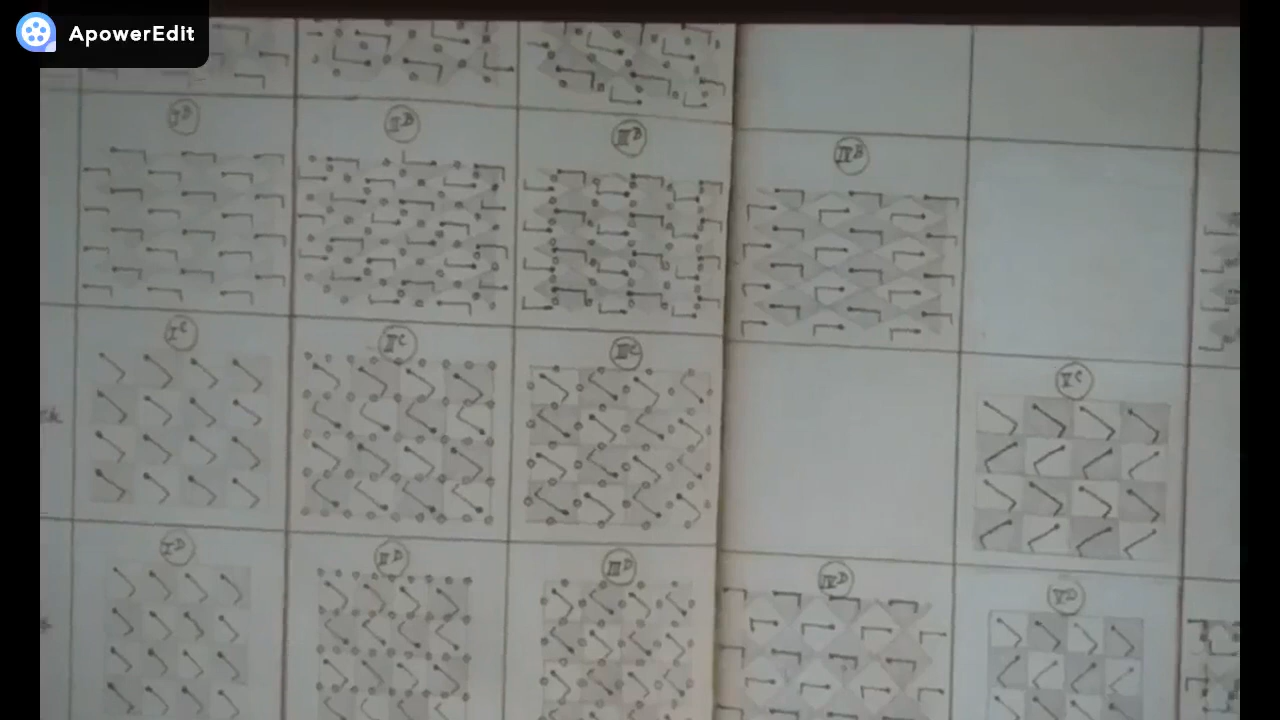 ApowerEdit
I B
II B
III B
IV B
I C
II C
III C
V C
I D
II D
III D
IV D
V D